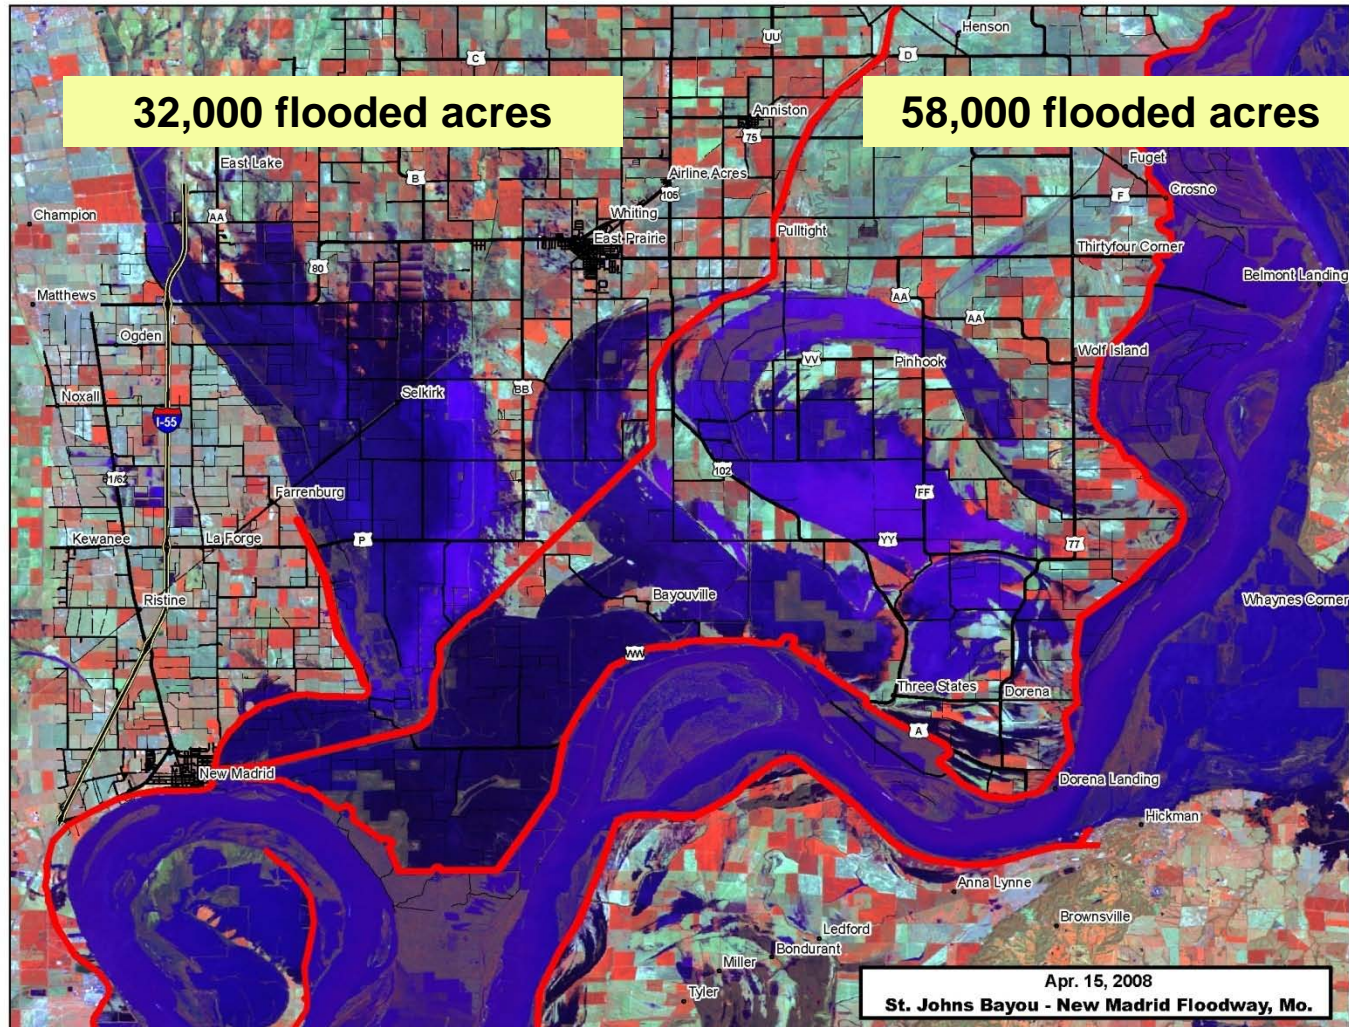 Henson
UU
C
D
32,000 flooded acres
58,000 flooded acres
Anniston
75
East Lake
Fuget
B
Airline Acres
Crosno
105
F
Champion
AA
Whiting
East Prairie
Pulltight
Thirtyfour Corner
80
Belmont Landing
Matthews
AA
AA
Ogden
Wolf Island
VV
Pinhook
Noxall
Selkirk
BB
I-55
102
61/62
Farrenburg
FF
Kewanee
La Forge
P
YY
77
Ristine
Bayouville
Whaynes Corner
WW
Three States
Dorena
A
New Madrid
Dorena Landing
Hickman
Anna Lynne
Brownsville
Ledford
Bondurant
Miller
Tyler
Apr. 15, 2008
St. Johns Bayou - New Madrid Floodway, Mo.